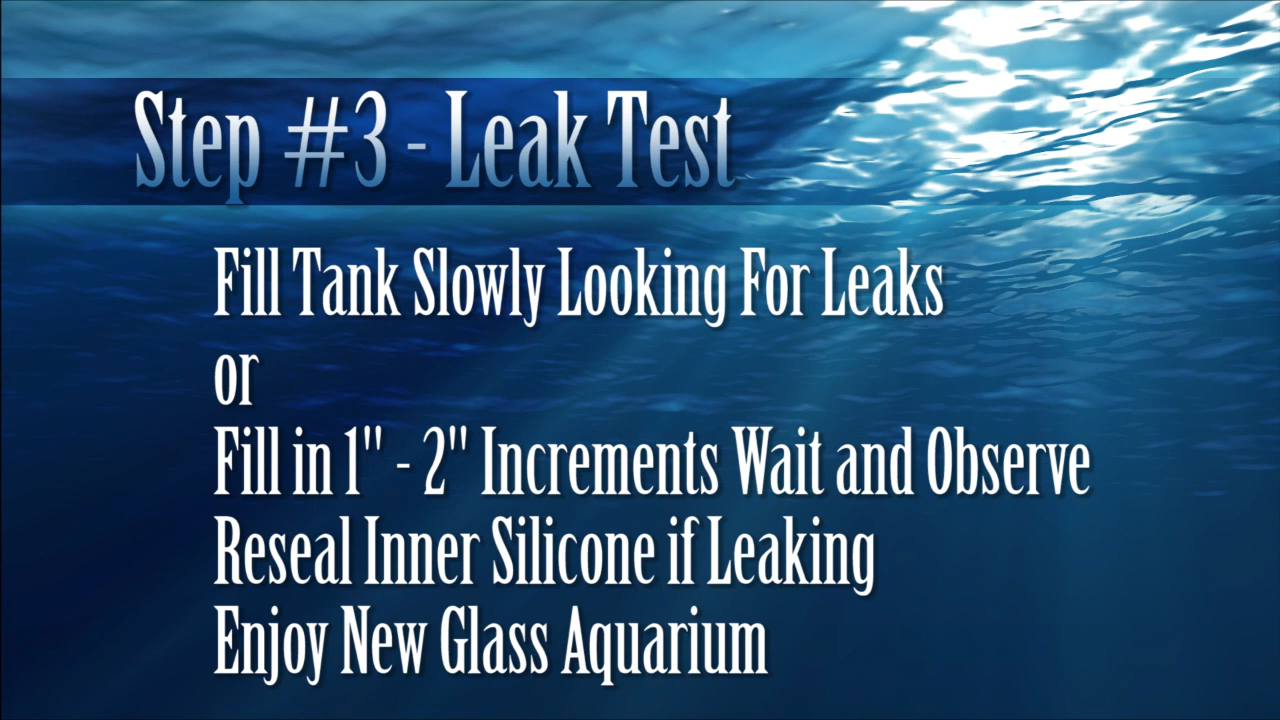 Step #3 - Leak Test
Fill Tank Slowly Looking For Leaks
or
Fill in 1" - 2" Increments Wait and Observe
Reseal Inner Silicone if Leaking
Enjoy New Glass Aquarium